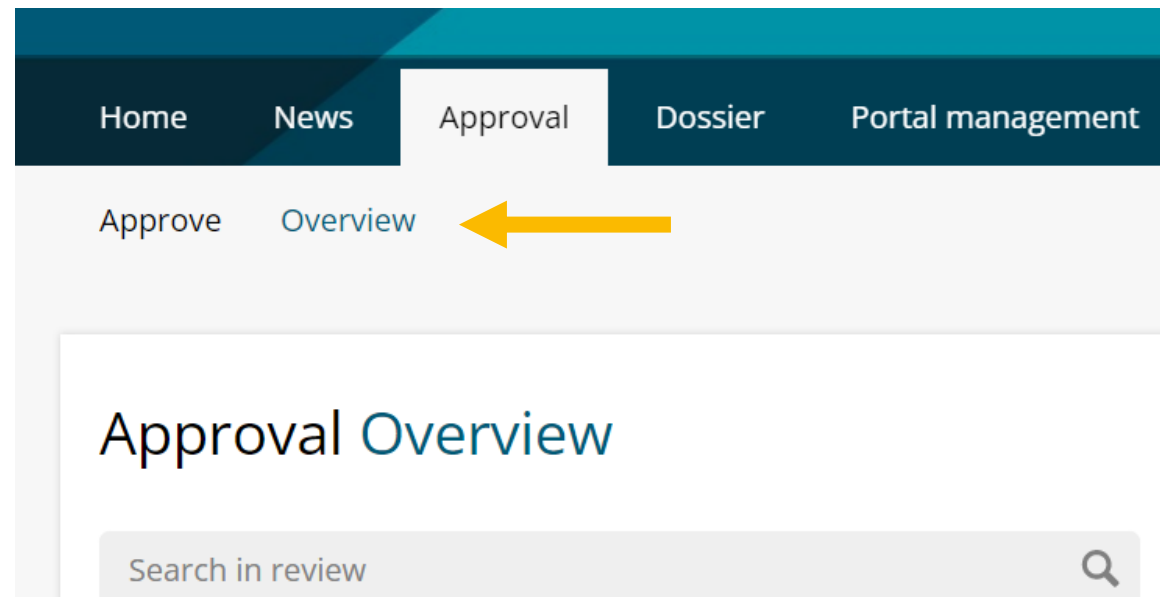 Home News Approval Dossier Portal management
Approve Overview
Approval Overview
Search in review